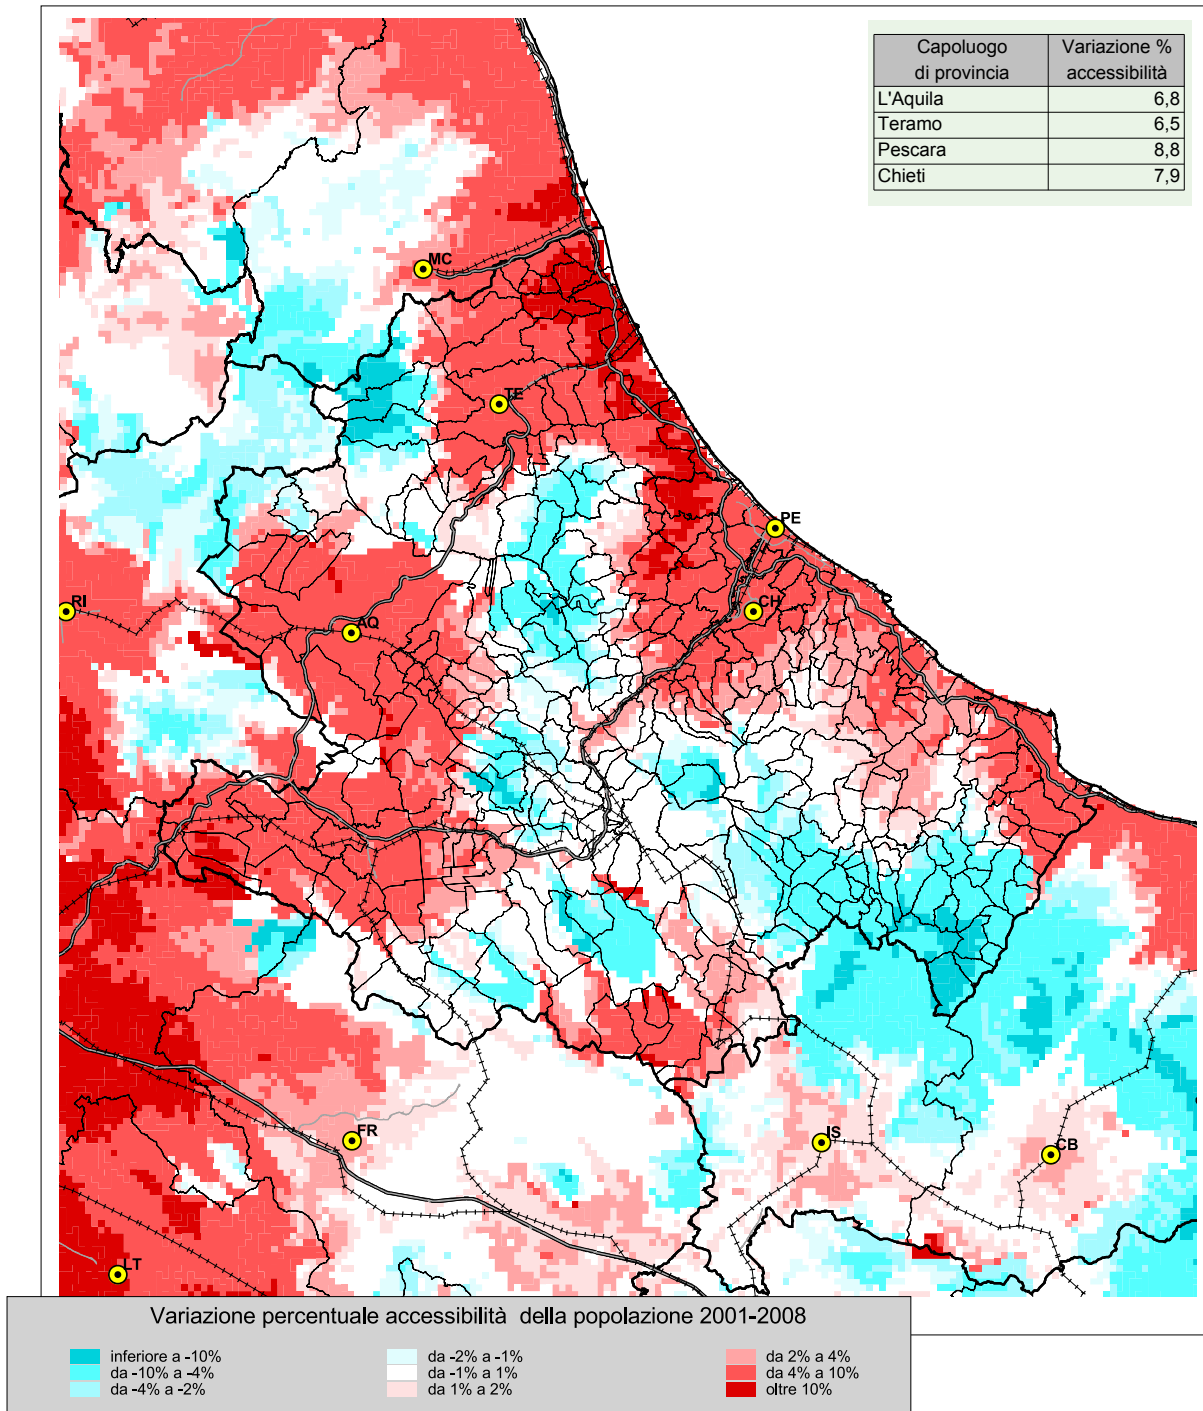 Capoluogo di provincia	Variazione % accessibilità
L'Aquila	6,8
Teramo	6,5
Pescara	8,8
Chieti	7,9
MC
TE
PE
RI
AQ
CH
FR
IS
CB
LT
Variazione percentuale accessibilità della popolazione 2001-2008
inferiore a -10%
da -10% a -4%
da -4% a -2%
da -2% a -1%
da -1% a 1%
da 1% a 2%
da 2% a 4%
da 4% a 10%
oltre 10%